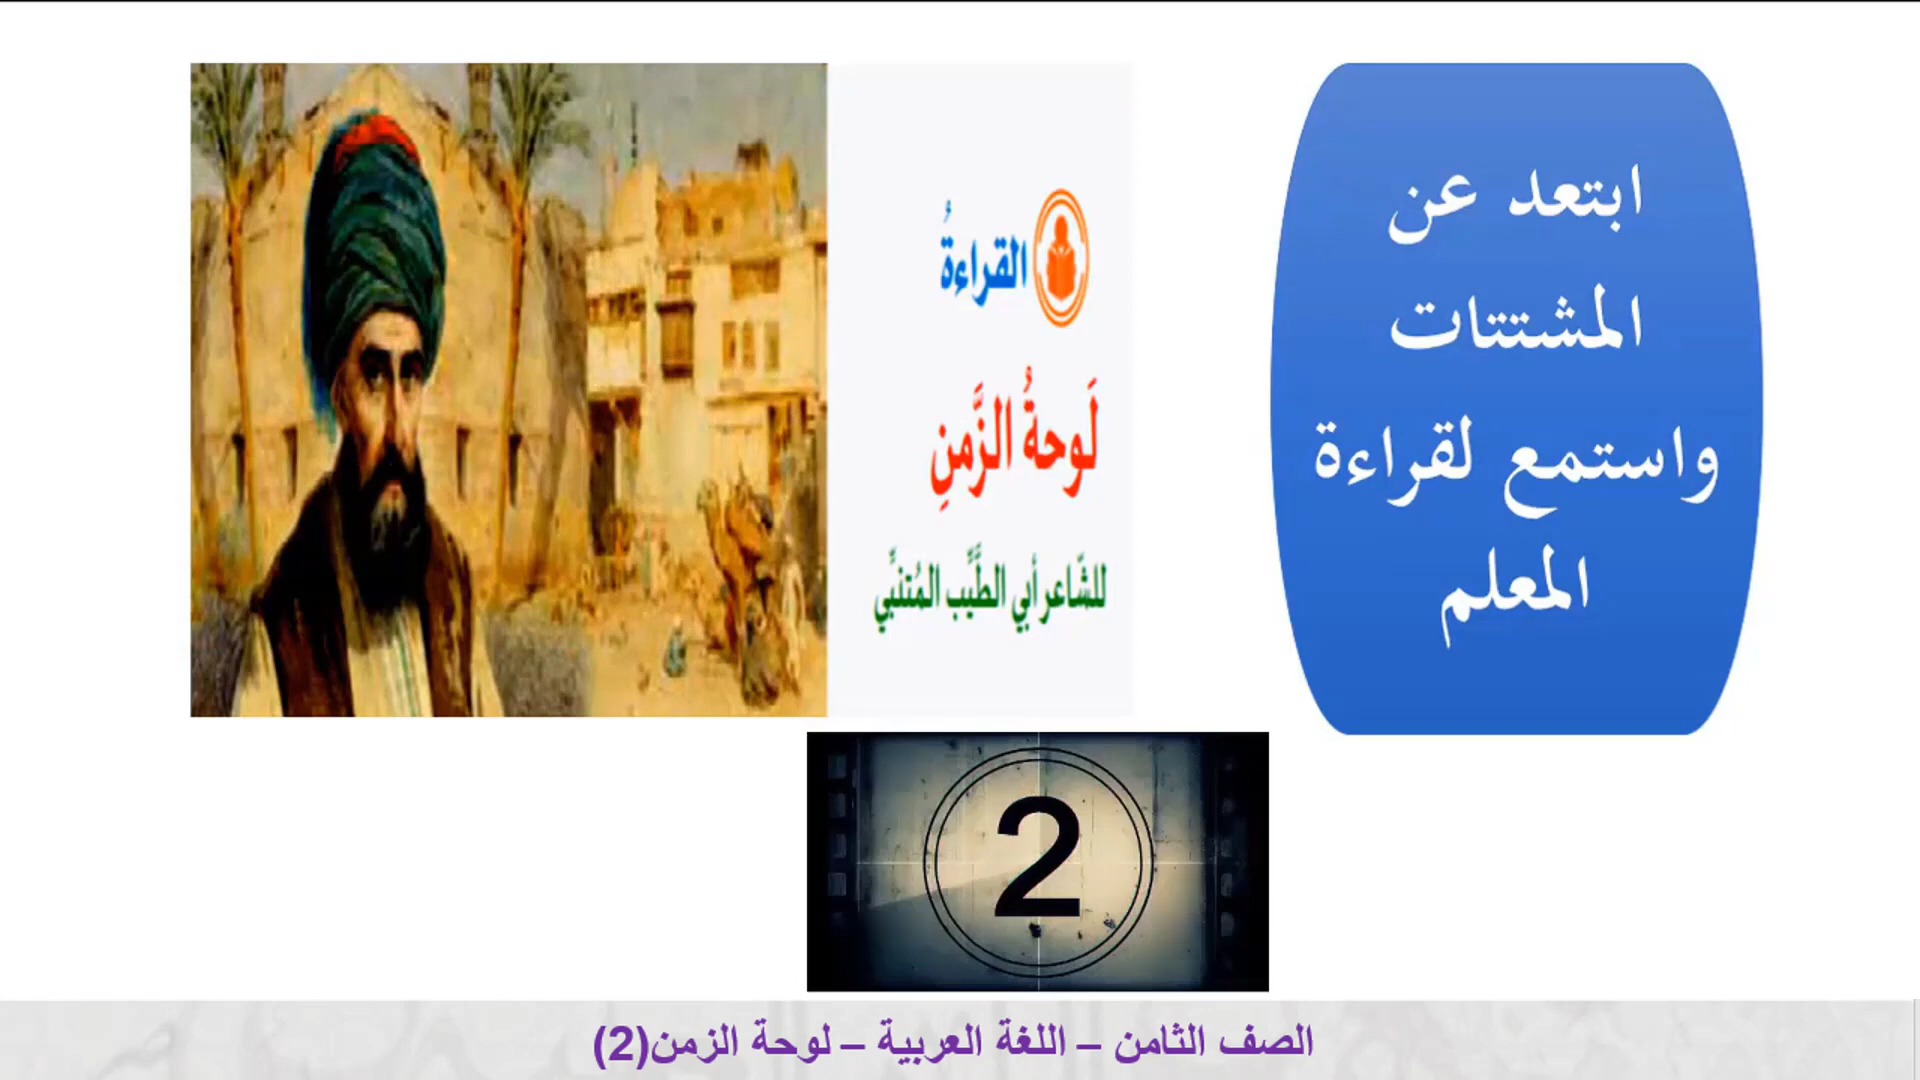 ابتعد عن
المشتتات
واستمع لقراءة
المعلم
القراءةُ
لَوحةُ الزَّمنِ
للشّاعر أبي الطَّيِّب المُتنبِّي
2
الصف الثامن – اللغة العربية – لوحة الزمن(2)